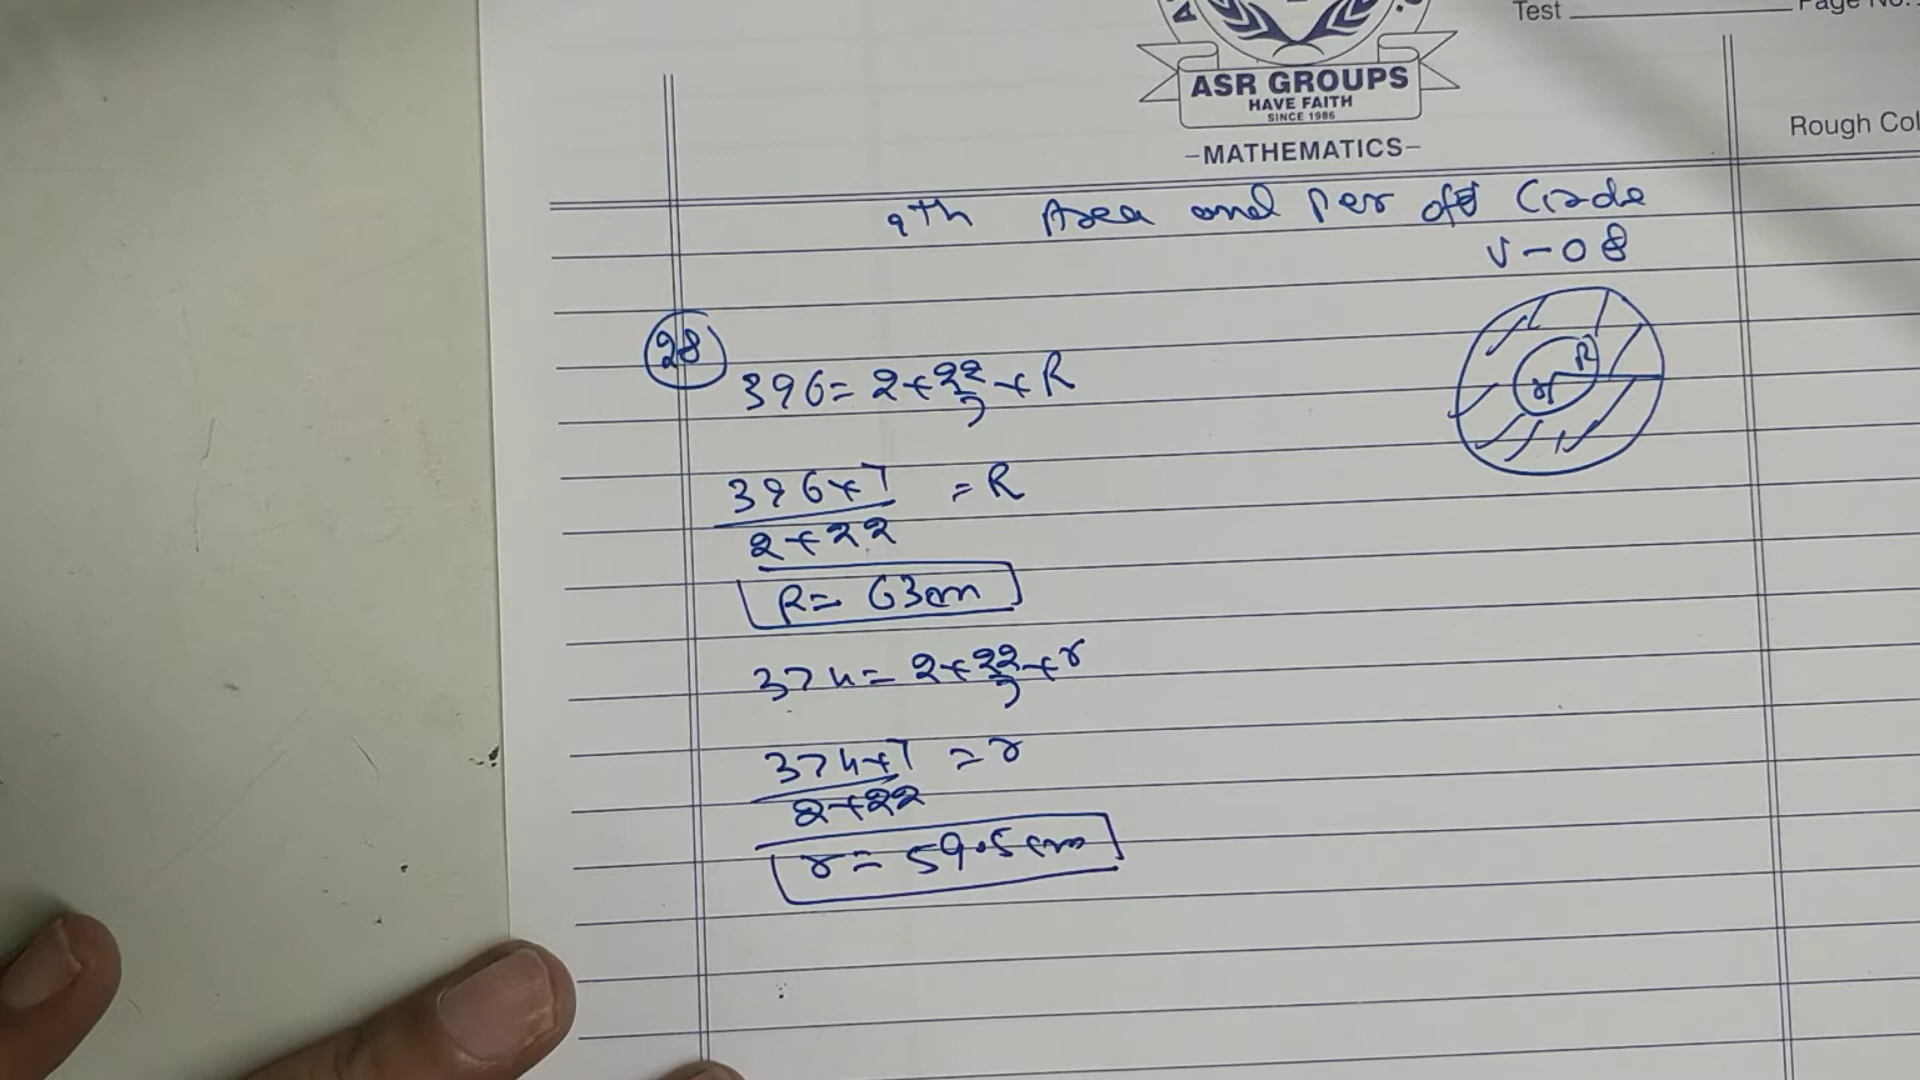 Test
Page No.
ASR GROUPS
HAVE FAITH
SINCE 1986
-MATHEMATICS-
Rough Col
9th Area and Per of Circle
V-08
28
396 = 2 × 22/7 × R
R
r
396 × 7 / 2 × 22 = R
R = 63cm
374 = 2 × 22/7 × r
374 × 7 / 2 × 22 = r
r = 59.5 cm